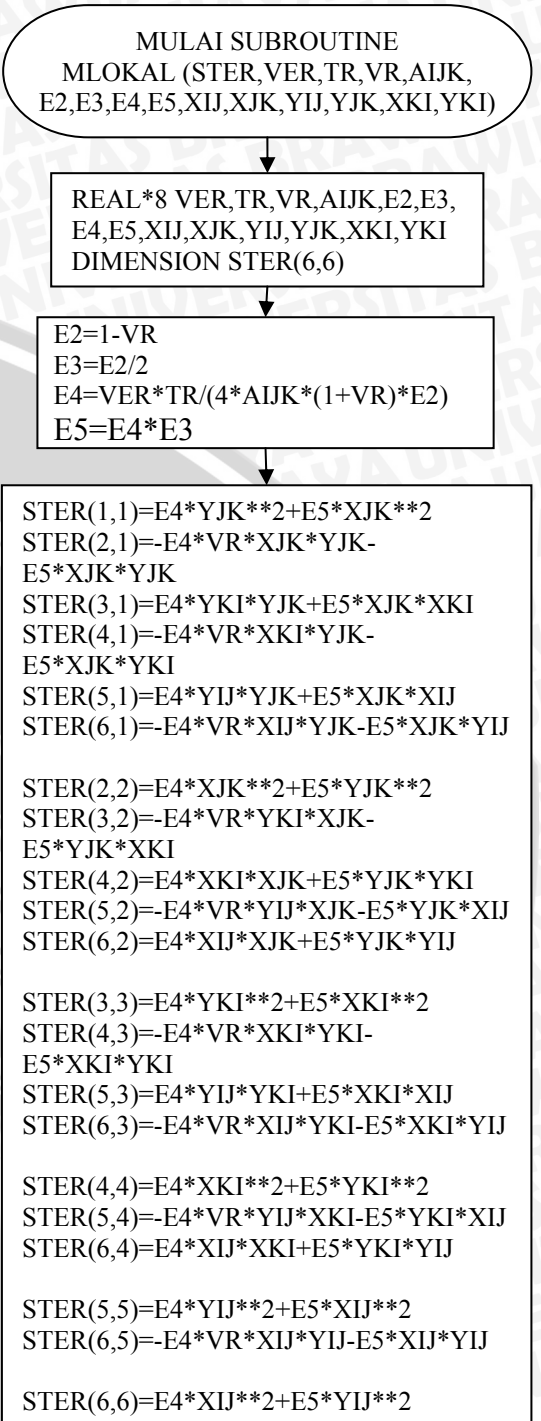 MULAI SUBROUTINE
MLOKAL (STER,VER,TR,VR,AIJK,
E2,E3,E4,E5,XIJ,XJK,YIJ,YJK,XKI,YKI)
REAL*8 VER,TR,VR,AIJK,E2,E3,
E4,E5,XIJ,XJK,YIJ,YJK,XKI,YKI
DIMENSION STER(6,6)
E2=1-VR
E3=E2/2
E4=VER*TR/(4*AIJK*(1+VR)*E2)
E5=E4*E3
STER(1,1)=E4*YJK**2+E5*XJK**2
STER(2,1)=-E4*VR*XJK*YJK-
E5*XJK*YJK
STER(3,1)=E4*YKI*YJK+E5*XJK*XKI
STER(4,1)=-E4*VR*XKI*YJK-
E5*XJK*YKI
STER(5,1)=E4*YIJ*YJK+E5*XJK*XIJ
STER(6,1)=-E4*VR*XIJ*YJK-E5*XJK*YIJ
STER(2,2)=E4*XJK**2+E5*YJK**2
STER(3,2)=-E4*VR*YKI*XJK-
E5*YJK*XKI
STER(4,2)=E4*XKI*XJK+E5*YJK*YKI
STER(5,2)=-E4*VR*YIJ*XJK-E5*YJK*XIJ
STER(6,2)=E4*XIJ*XJK+E5*YJK*YIJ
STER(3,3)=E4*YKI**2+E5*XKI**2
STER(4,3)=-E4*VR*XKI*YKI-
E5*XKI*YKI
STER(5,3)=E4*YIJ*YKI+E5*XKI*XIJ
STER(6,3)=-E4*VR*XIJ*YKI-E5*XKI*YIJ
STER(4,4)=E4*XKI**2+E5*YKI**2
STER(5,4)=-E4*VR*YIJ*XKI-E5*YKI*XIJ
STER(6,4)=E4*XIJ*XKI+E5*YKI*YIJ
STER(5,5)=E4*YIJ**2+E5*XIJ**2
STER(6,5)=-E4*VR*XIJ*YIJ-E5*XIJ*YIJ
STER(6,6)=E4*XIJ**2+E5*YIJ**2